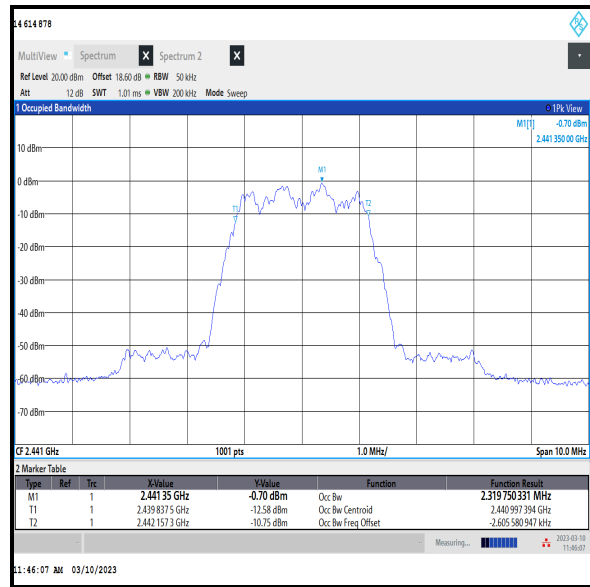 14 614 878
R S
MultiView Spectrum X Spectrum 2 X
Ref Level 20.00 dBm Offset 18.60 dB RBW 50 kHz
Att 12 dB SWT 1.01 ms VBW 200 kHz Mode Sweep
1 Occupied Bandwidth 1Pk View
M1[1] -0.70 dBm
2.441 350 00 GHz
10 dBm
M1
0 dBm
T1 T2
-10 dBm
-20 dBm
-30 dBm
-40 dBm
-50 dBm
-60 dBm
-70 dBm
CF 2.441 GHz 1001 pts 1.0 MHz/ Span 10.0 MHz
2 Marker Table
Type Ref Trc X-Value Y-Value Function Function Result
M1 1 2.441 35 GHz -0.70 dBm Occ Bw 2.319 750 331 MHz
T1 1 2.439 837 5 GHz -12.58 dBm Occ Bw Centroid 2.440 997 394 GHz
T2 1 2.442 157 3 GHz -10.75 dBm Occ Bw Freq Offset -2.605 580 947 kHz
Measuring... 2023-03-10
11:46:07
11:46:07 AM 03/10/2023